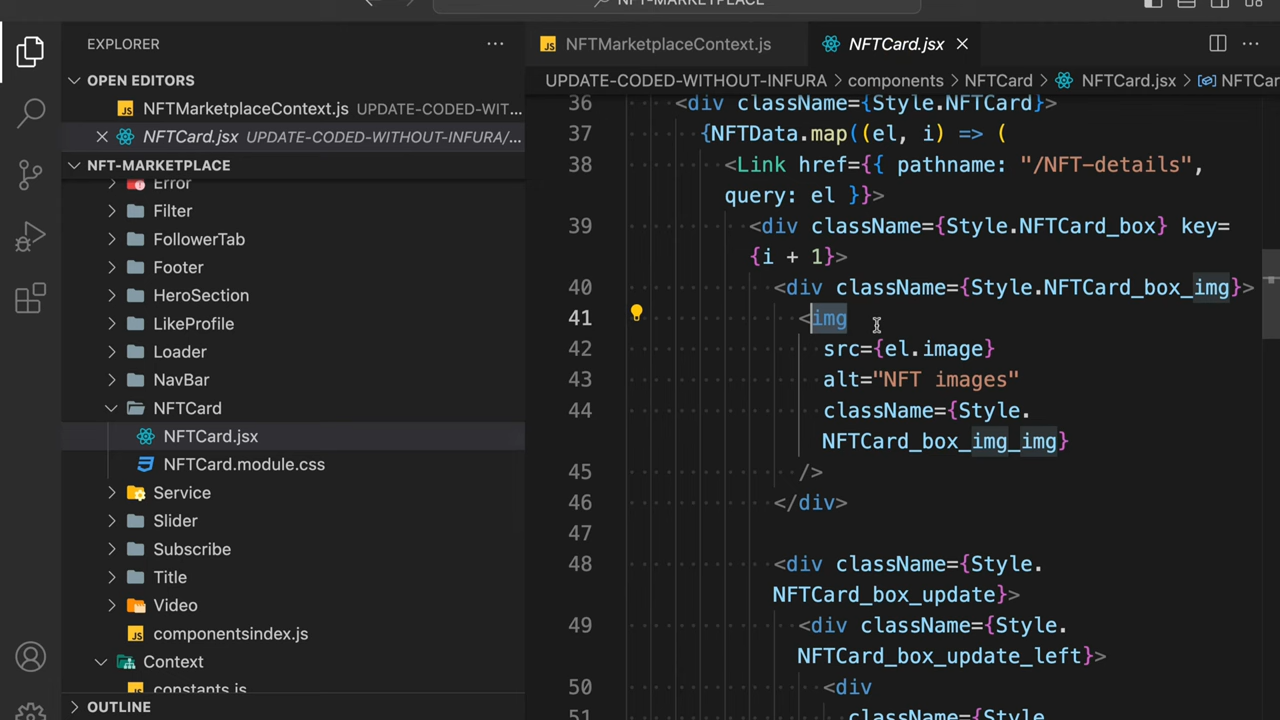 NFT-MARKETPLACE
EXPLORER
OPEN EDITORS
NFTMarketplaceContext.js UPDATE-CODED-WIT...
NFTCard.jsx UPDATE-CODED-WITHOUT-INFURA/...
NFT-MARKETPLACE
Error
Filter
FollowerTab
Footer
HeroSection
LikeProfile
Loader
NavBar
NFTCard
NFTCard.jsx
NFTCard.module.css
Service
Slider
Subscribe
Title
Video
componentsindex.js
Context
constants.js
OUTLINE
NFTMarketplaceContext.js
NFTCard.jsx
UPDATE-CODED-WITHOUT-INFURA > components > NFTCard > NFTCard.jsx > NFTCar
36 <div className={Style.NFTCard}>
37 {NFTData.map((el, i) => (
38 <Link href={{ pathname: "/NFT-details",
query: el }}>
39 <div className={Style.NFTCard_box} key=
{i + 1}>
40 <div className={Style.NFTCard_box_img}>
41 <img
42 src={el.image}
43 alt="NFT images"
44 className={Style.
NFTCard_box_img_img}
45 />
46 </div>
47
48 <div className={Style.
NFTCard_box_update}>
49 <div className={Style.
NFTCard_box_update_left}>
50 <div
51 className={Style.